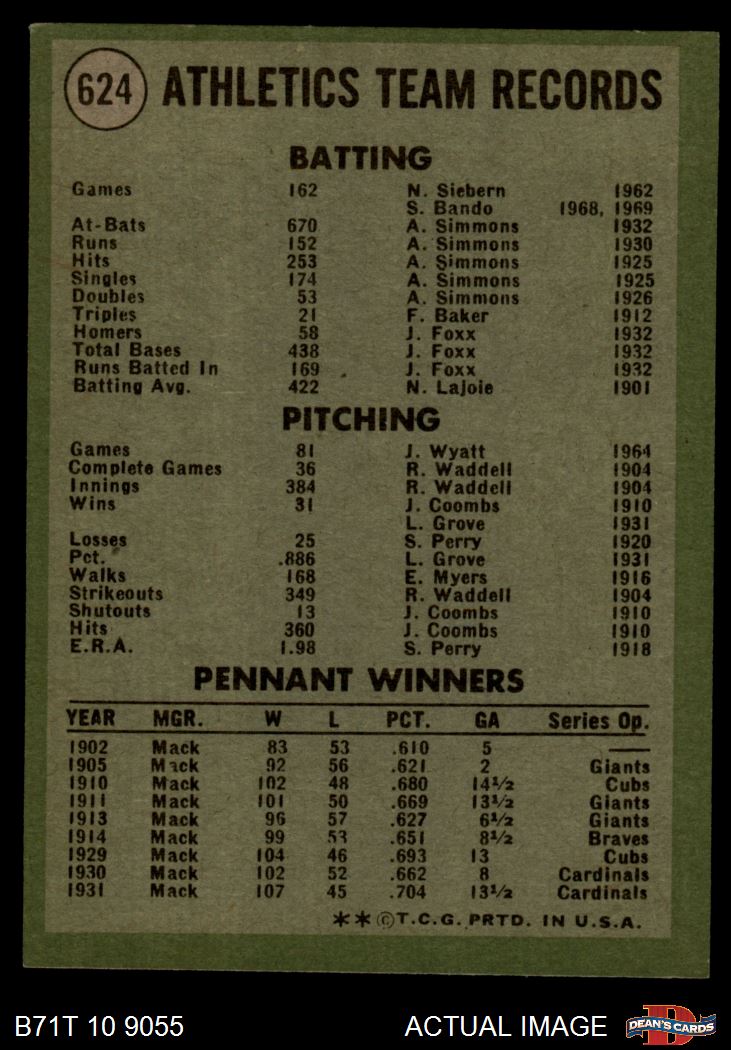 624 ATHLETICS TEAM RECORDS
BATTING
Games 162 N. Siebern 1962
S. Bando 1968, 1969
At-Bats 670 A. Simmons 1932
Runs 152 A. Simmons 1930
Hits 253 A. Simmons 1925
Singles 174 A. Simmons 1925
Doubles 53 A. Simmons 1926
Triples 21 F. Baker 1912
Homers 58 J. Foxx 1932
Total Bases 438 J. Foxx 1932
Runs Batted In 169 J. Foxx 1932
Batting Avg. 422 N. Lajoie 1901
PITCHING
Games 81 J. Wyatt 1964
Complete Games 36 R. Waddell 1904
Innings 384 R. Waddell 1904
Wins 31 J. Coombs 1910
L. Grove 1931
Losses 25 S. Perry 1920
Pct. .886 L. Grove 1931
Walks 168 E. Myers 1916
Strikeouts 349 R. Waddell 1904
Shutouts 13 J. Coombs 1910
Hits 360 J. Coombs 1910
E.R.A. 1.98 S. Perry 1918
PENNANT WINNERS
YEAR MGR. W L PCT. GA Series Op.
1902 Mack 83 53 .610 5 ——
1905 Mack 92 56 .621 2 Giants
1910 Mack 102 48 .680 14½ Cubs
1911 Mack 101 50 .669 13½ Giants
1913 Mack 96 57 .627 6½ Giants
1914 Mack 99 53 .651 8½ Braves
1929 Mack 104 46 .693 13 Cubs
1930 Mack 102 52 .662 8 Cardinals
1931 Mack 107 45 .704 13½ Cardinals
**©T.C.G. PRTD. IN U.S.A.
B71T 10 9055 ACTUAL IMAGE DEAN'S CARDS